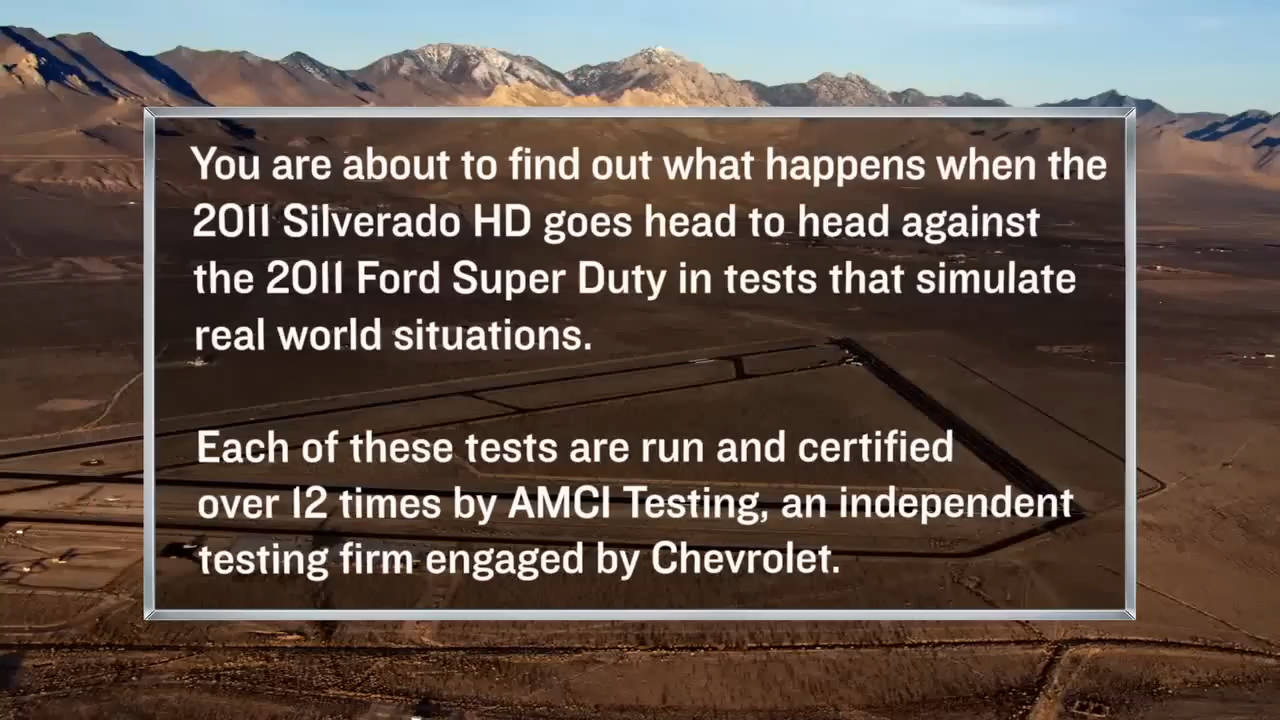 You are about to find out what happens when the
2011 Silverado HD goes head to head against
the 2011 Ford Super Duty in tests that simulate
real world situations.
Each of these tests are run and certified
over 12 times by AMCI Testing, an independent
testing firm engaged by Chevrolet.